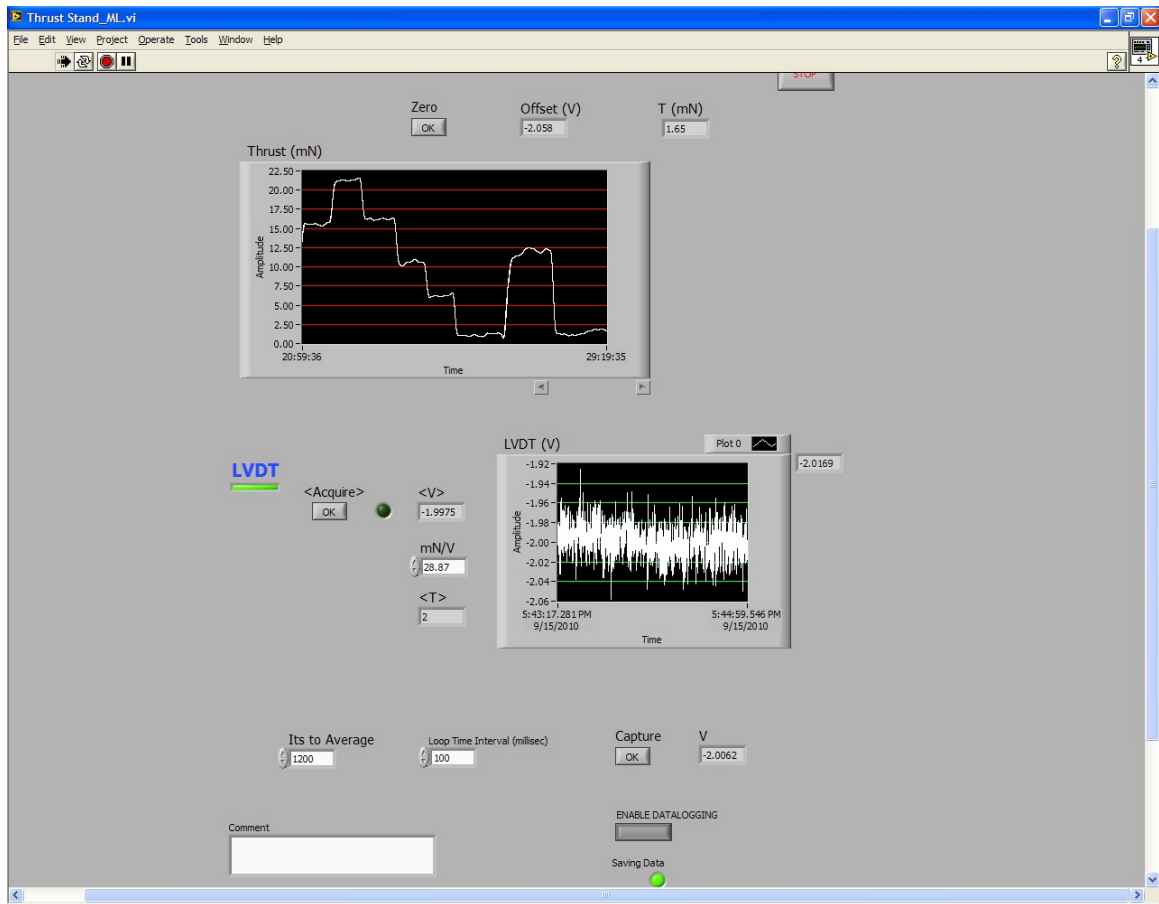 Thrust Stand_ML.vi
File Edit View Project Operate Tools Window Help
4
STOP
Zero Offset (V) T (mN)
OK -2.058 1.65
Thrust (mN)
22.50
20.00
17.50
15.00
12.50
10.00
7.50
5.00
2.50
0.00
Amplitude
20:59:36 29:19:35
Time
LVDT (V) Plot 0
-2.0169
LVDT
<Acquire> <V>
OK -1.9975
mN/V
28.87
<T>
2
-1.92
-1.94
-1.96
-1.98
-2.00
-2.02
-2.04
-2.06
Amplitude
5:43:17.281 PM 5:44:59.546 PM
9/15/2010 9/15/2010
Time
Its to Average Loop Time Interval (millisec) Capture V
1200 100 OK -2.0062
ENABLE DATALOGGING
Comment
Saving Data